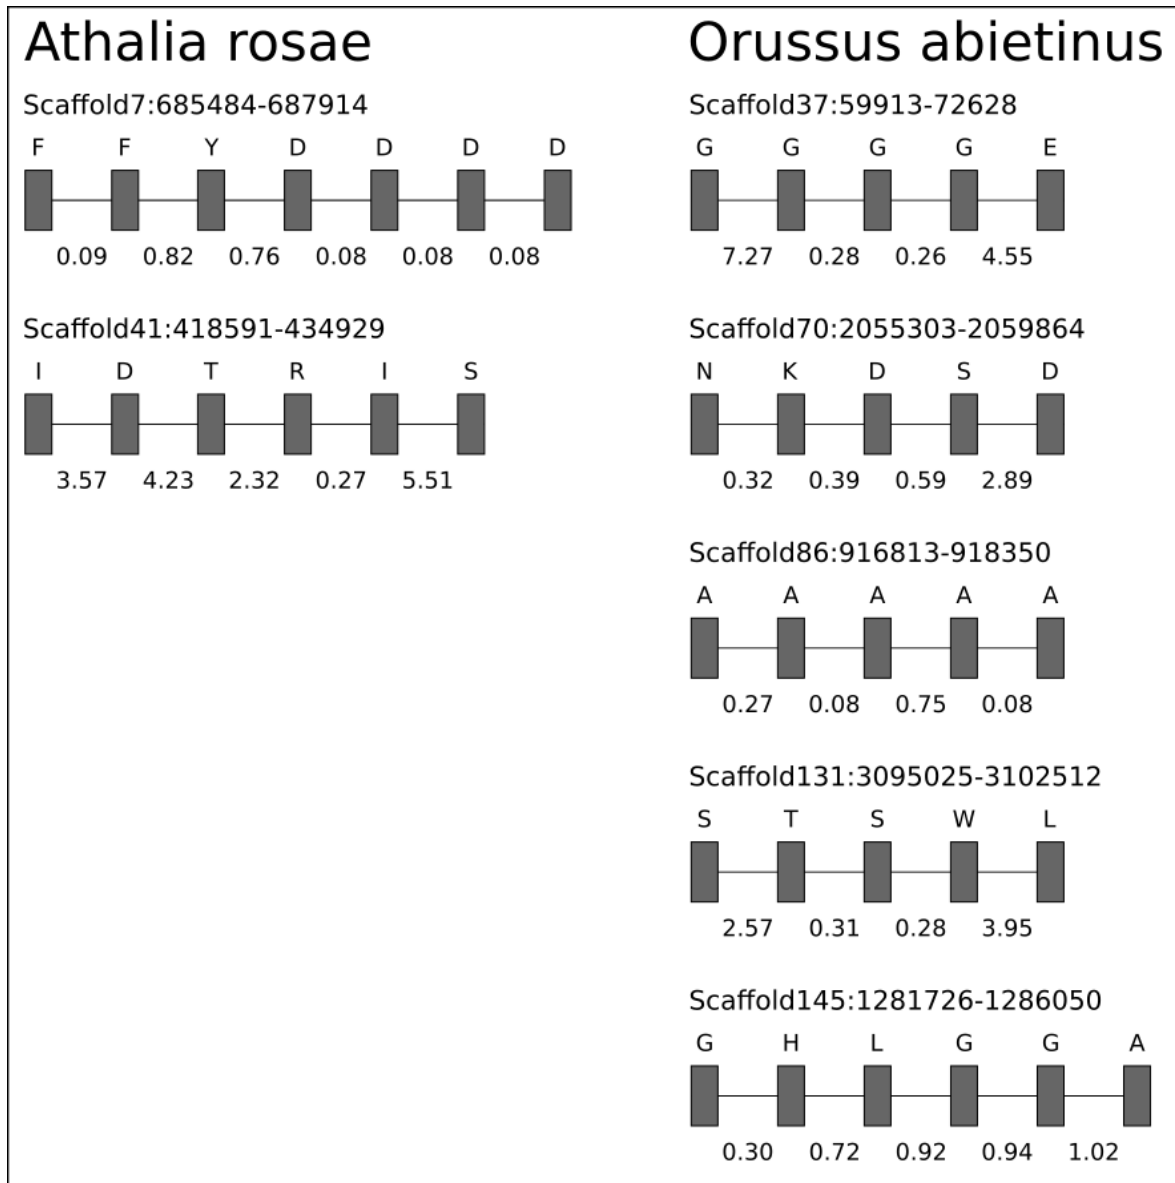 Athalia rosae
Scaffold7:685484-687914
F F Y D D D D
0.09 0.82 0.76 0.08 0.08 0.08
Scaffold41:418591-434929
I D T R I S
3.57 4.23 2.32 0.27 5.51
Orussus abietinus
Scaffold37:59913-72628
G G G G E
7.27 0.28 0.26 4.55
Scaffold70:2055303-2059864
N K D S D
0.32 0.39 0.59 2.89
Scaffold86:916813-918350
A A A A A
0.27 0.08 0.75 0.08
Scaffold131:3095025-3102512
S T S W L
2.57 0.31 0.28 3.95
Scaffold145:1281726-1286050
G H L G G A
0.30 0.72 0.92 0.94 1.02